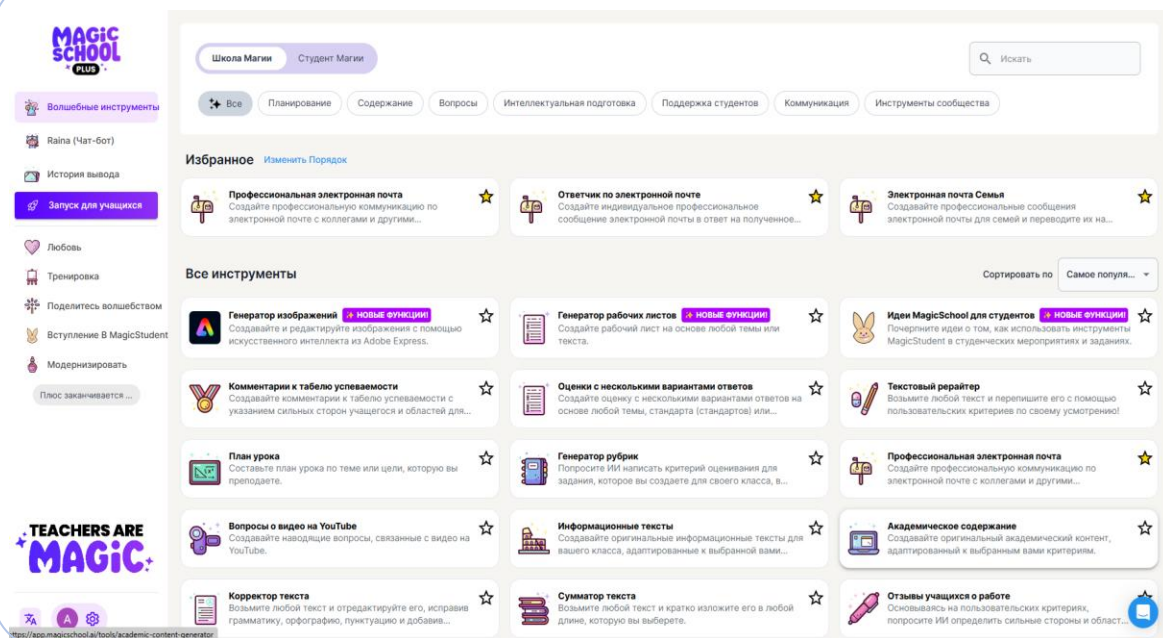 MAGiC
SCHOOL
PLUS
Волшебные инструменты
Raina (Чат-бот)
История вывода
Запуск для учащихся
Любовь
Тренировка
Поделитесь волшебством
Вступление В MagicStudent
Модернизировать
Плюс заканчивается ...
TEACHERS ARE
MAGiC
A
https://app.magicschool.ai/tools/academic-content-generator
Школа Магии
Студент Магии
Искать
Все
Планирование
Содержание
Вопросы
Интеллектуальная подготовка
Поддержка студентов
Коммуникация
Инструменты сообщества
Избранное Изменить Порядок
Профессиональная электронная почта
Создайте профессиональную коммуникацию по
электронной почте с коллегами и другими...
Ответчик по электронной почте
Создайте индивидуальное профессиональное
сообщение электронной почты в ответ на полученное...
Электронная почта Семья
Создавайте профессиональные сообщения
электронной почты для семей и переводите их на...
Все инструменты
Сортировать по
Самое популя...
Генератор изображений НОВЫЕ ФУНКЦИИ!
Создавайте и редактируйте изображения с помощью
искусственного интеллекта из Adobe Express.
Генератор рабочих листов НОВЫЕ ФУНКЦИИ!
Создайте рабочий лист на основе любой темы или
текста.
Идеи MagicSchool для студентов НОВЫЕ ФУНКЦИИ!
Почерпните идеи о том, как использовать инструменты
MagicStudent в студенческих мероприятиях и заданиях.
Комментарии к табелю успеваемости
Создавайте комментарии к табелю успеваемости с
указанием сильных сторон учащегося и областей для...
Оценки с несколькими вариантами ответов
Создайте оценку с несколькими вариантами ответов на
основе любой темы, стандарта (стандартов) или...
Текстовый рерайтер
Возьмите любой текст и перепишите его с помощью
пользовательских критериев по своему усмотрению!
План урока
Составьте план урока по теме или цели, которую вы
преподаете.
Генератор рубрик
Попросите ИИ написать критерий оценивания для
задания, которое вы создаете для своего класса, в...
Профессиональная электронная почта
Создайте профессиональную коммуникацию по
электронной почте с коллегами и другими...
Вопросы о видео на YouTube
Создавайте наводящие вопросы, связанные с видео на
YouTube.
Информационные тексты
Создавайте оригинальные информационные тексты для
вашего класса, адаптированные к выбранной вами...
Академическое содержание
Создавайте оригинальный академический контент,
адаптированный к выбранным вами критериям.
Корректор текста
Возьмите любой текст и отредактируйте его, исправив
грамматику, орфографию, пунктуацию и добавив...
Сумматор текста
Возьмите любой текст и кратко изложите его в любой
длине, которую вы выберете.
Отзывы учащихся о работе
Основываясь на пользовательских критериях,
попросите ИИ определить сильные стороны и област...